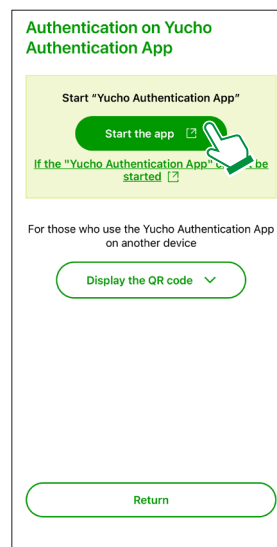 Authentication on Yucho
Authentication App
Start “Yucho Authentication App”
Start the app
If the "Yucho Authentication App" be
started
For those who use the Yucho Authentication App
on another device
Display the QR code
Return